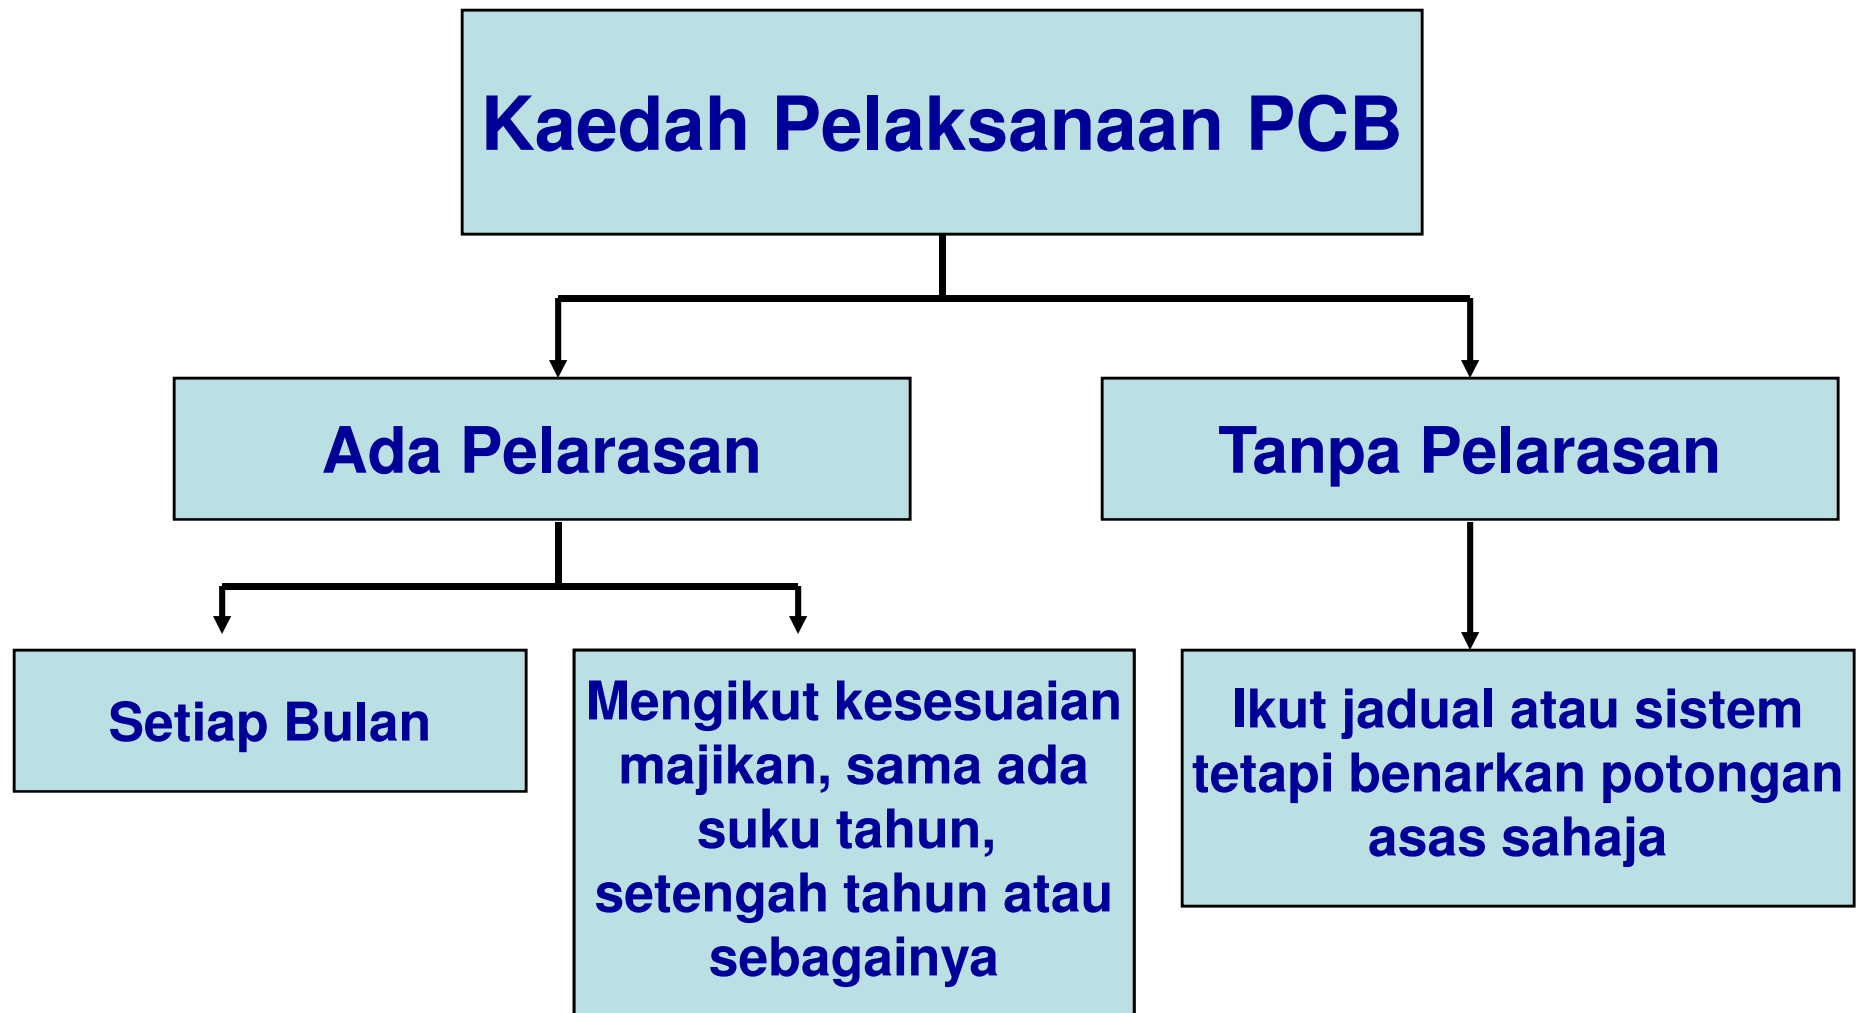 Kaedah Pelaksanaan PCB
Ada Pelarasan
Tanpa Pelarasan
Setiap Bulan
Mengikut kesesuaian
majikan, sama ada
suku tahun,
setengah tahun atau
sebagainya
Ikut jadual atau sistem
tetapi benarkan potongan
asas sahaja